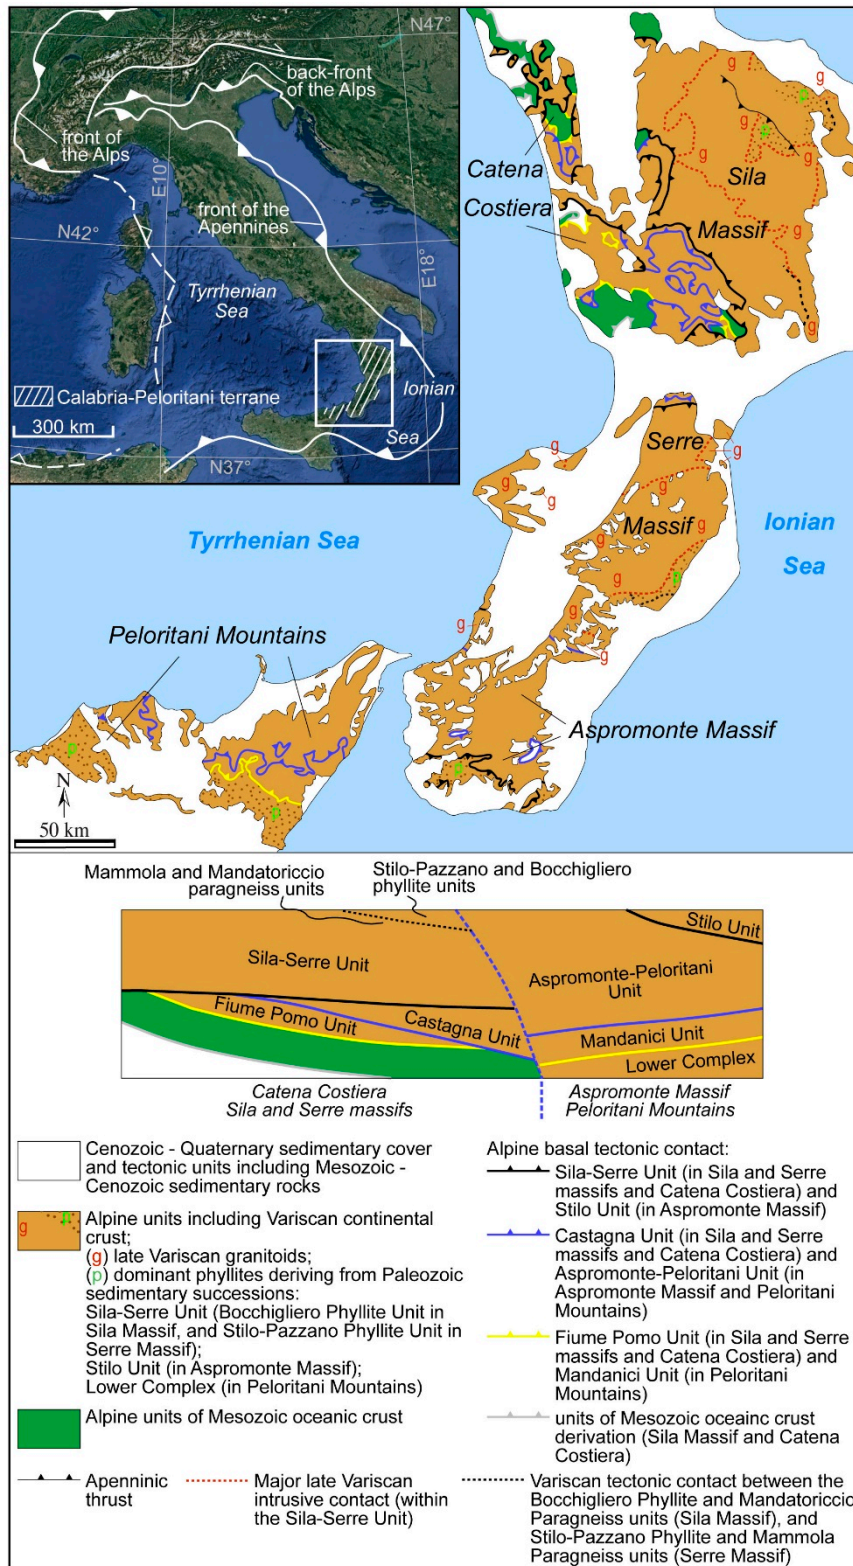 N47°
back-front
of the Alps
front of
the Alps
E10°
front of the
Apennines
N42°
E18°
Tyrrhenian
Sea
Calabria-Peloritani terrane
300 km
Ionian
Sea
N37°
g
g
p
g
p
g
g
g
g
g
g
g
Catena
Costiera
Sila
Massif
Serre
Massif
g
g
g
g
g
g
g
g
p
g
g
g
g
Tyrrhenian Sea
Ionian
Sea
Peloritani Mountains
Aspromonte Massif
p
p
p
N
50 km
Mammola and Mandatoriccio
paragneiss units
Stilo-Pazzano and Bocchigliero
phyllite units
Stilo Unit
Sila-Serre Unit
Aspromonte-Peloritani
Unit
Fiume Pomo Unit
Castagna Unit
Mandanici Unit
Lower Complex
Catena Costiera
Sila and Serre massifs
Aspromonte Massif
Peloritani Mountains
Cenozoic - Quaternary sedimentary cover
and tectonic units including Mesozoic -
Cenozoic sedimentary rocks
g p
Alpine units including Variscan continental
crust;
(g) late Variscan granitoids;
(p) dominant phyllites deriving from Paleozoic
sedimentary successions:
Sila-Serre Unit (Bocchigliero Phyllite Unit in
Sila Massif, and Stilo-Pazzano Phyllite Unit in
Serre Massif);
Stilo Unit (in Aspromonte Massif);
Lower Complex (in Peloritani Mountains)
Alpine units of Mesozoic oceanic crust
Alpine basal tectonic contact:
Sila-Serre Unit (in Sila and Serre
massifs and Catena Costiera) and
Stilo Unit (in Aspromonte Massif)
Castagna Unit (in Sila and Serre
massifs and Catena Costiera) and
Aspromonte-Peloritani Unit (in
Aspromonte Massif and Peloritani
Mountains)
Fiume Pomo Unit (in Sila and Serre
massifs and Catena Costiera) and
Mandanici Unit (in Peloritani
Mountains)
units of Mesozoic oceainc crust
derivation (Sila Massif and Catena
Costiera)
Apenninic
thrust
Major late Variscan
intrusive contact (within
the Sila-Serre Unit)
Variscan tectonic contact between the
Bocchigliero Phyllite and Mandatoriccio
Paragneiss units (Sila Massif), and
Stilo-Pazzano Phyllite and Mammola
Paragneiss units (Serre Massif)